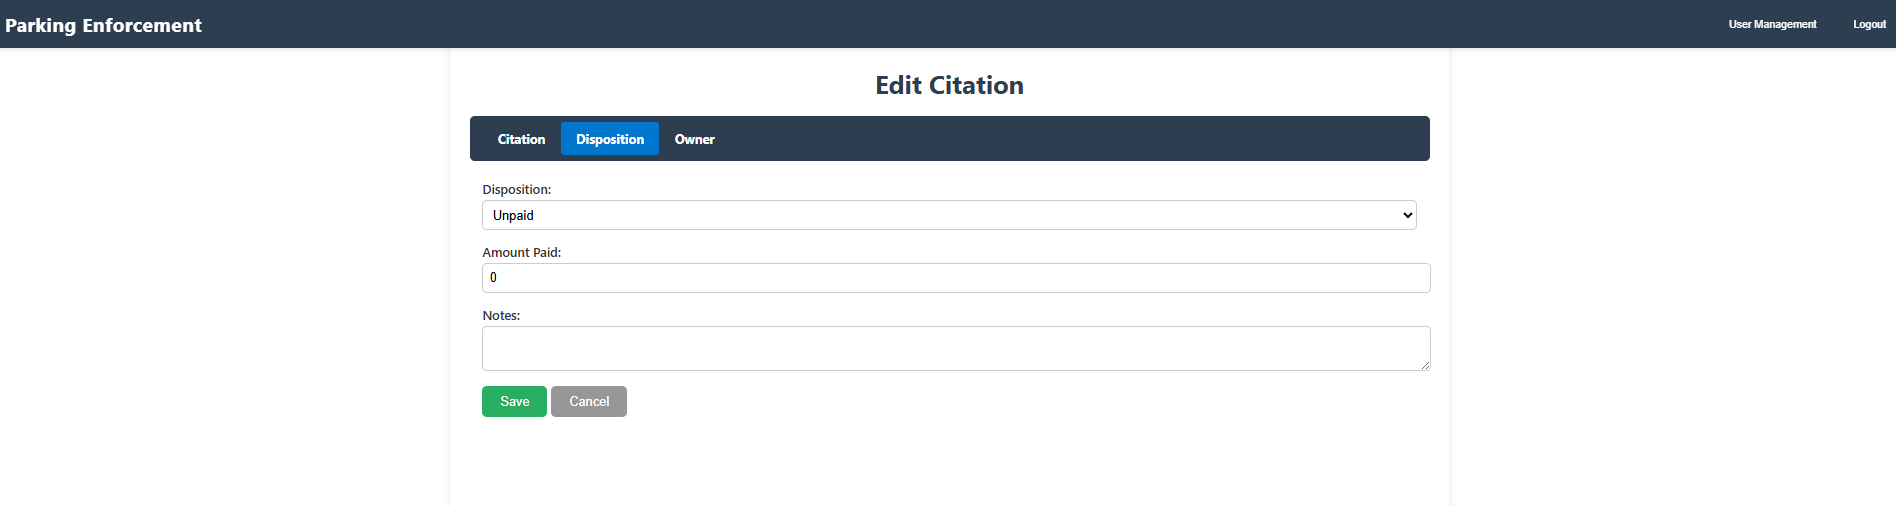 Parking Enforcement
User Management
Logout
Edit Citation
Citation
Disposition
Owner
Disposition:
Unpaid
Amount Paid:
0
Notes:
Save
Cancel